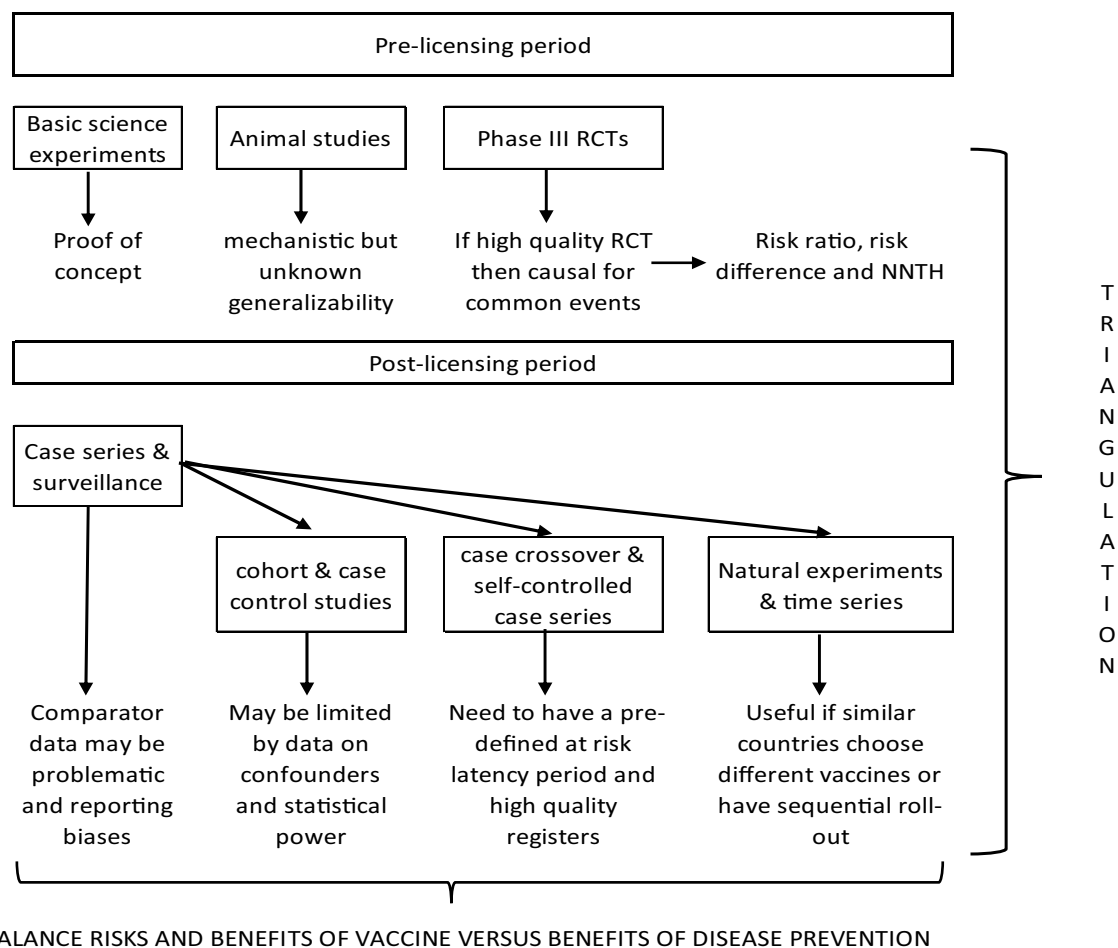 Pre-licensing period
Basic science
experiments
Animal studies
Phase III RCTs
Proof of
concept
mechanistic but
unknown
generalizability
If high quality RCT
then causal for
common events
Risk ratio, risk
difference and NNTH
Post-licensing period
Case series &
surveillance
cohort & case
control studies
case crossover &
self-controlled
case series
Natural experiments
& time series
Comparator
data may be
problematic
and reporting
biases
May be limited
by data on
confounders
and statistical
power
Need to have a pre-
defined at risk
latency period and
high quality
registers
Useful if similar
countries choose
different vaccines or
have sequential roll-
out
ALANCE RISKS AND BENEFITS OF VACCINE VERSUS BENEFITS OF DISEASE PREVENTION
T
R
I
A
N
G
U
L
A
T
I
O
N